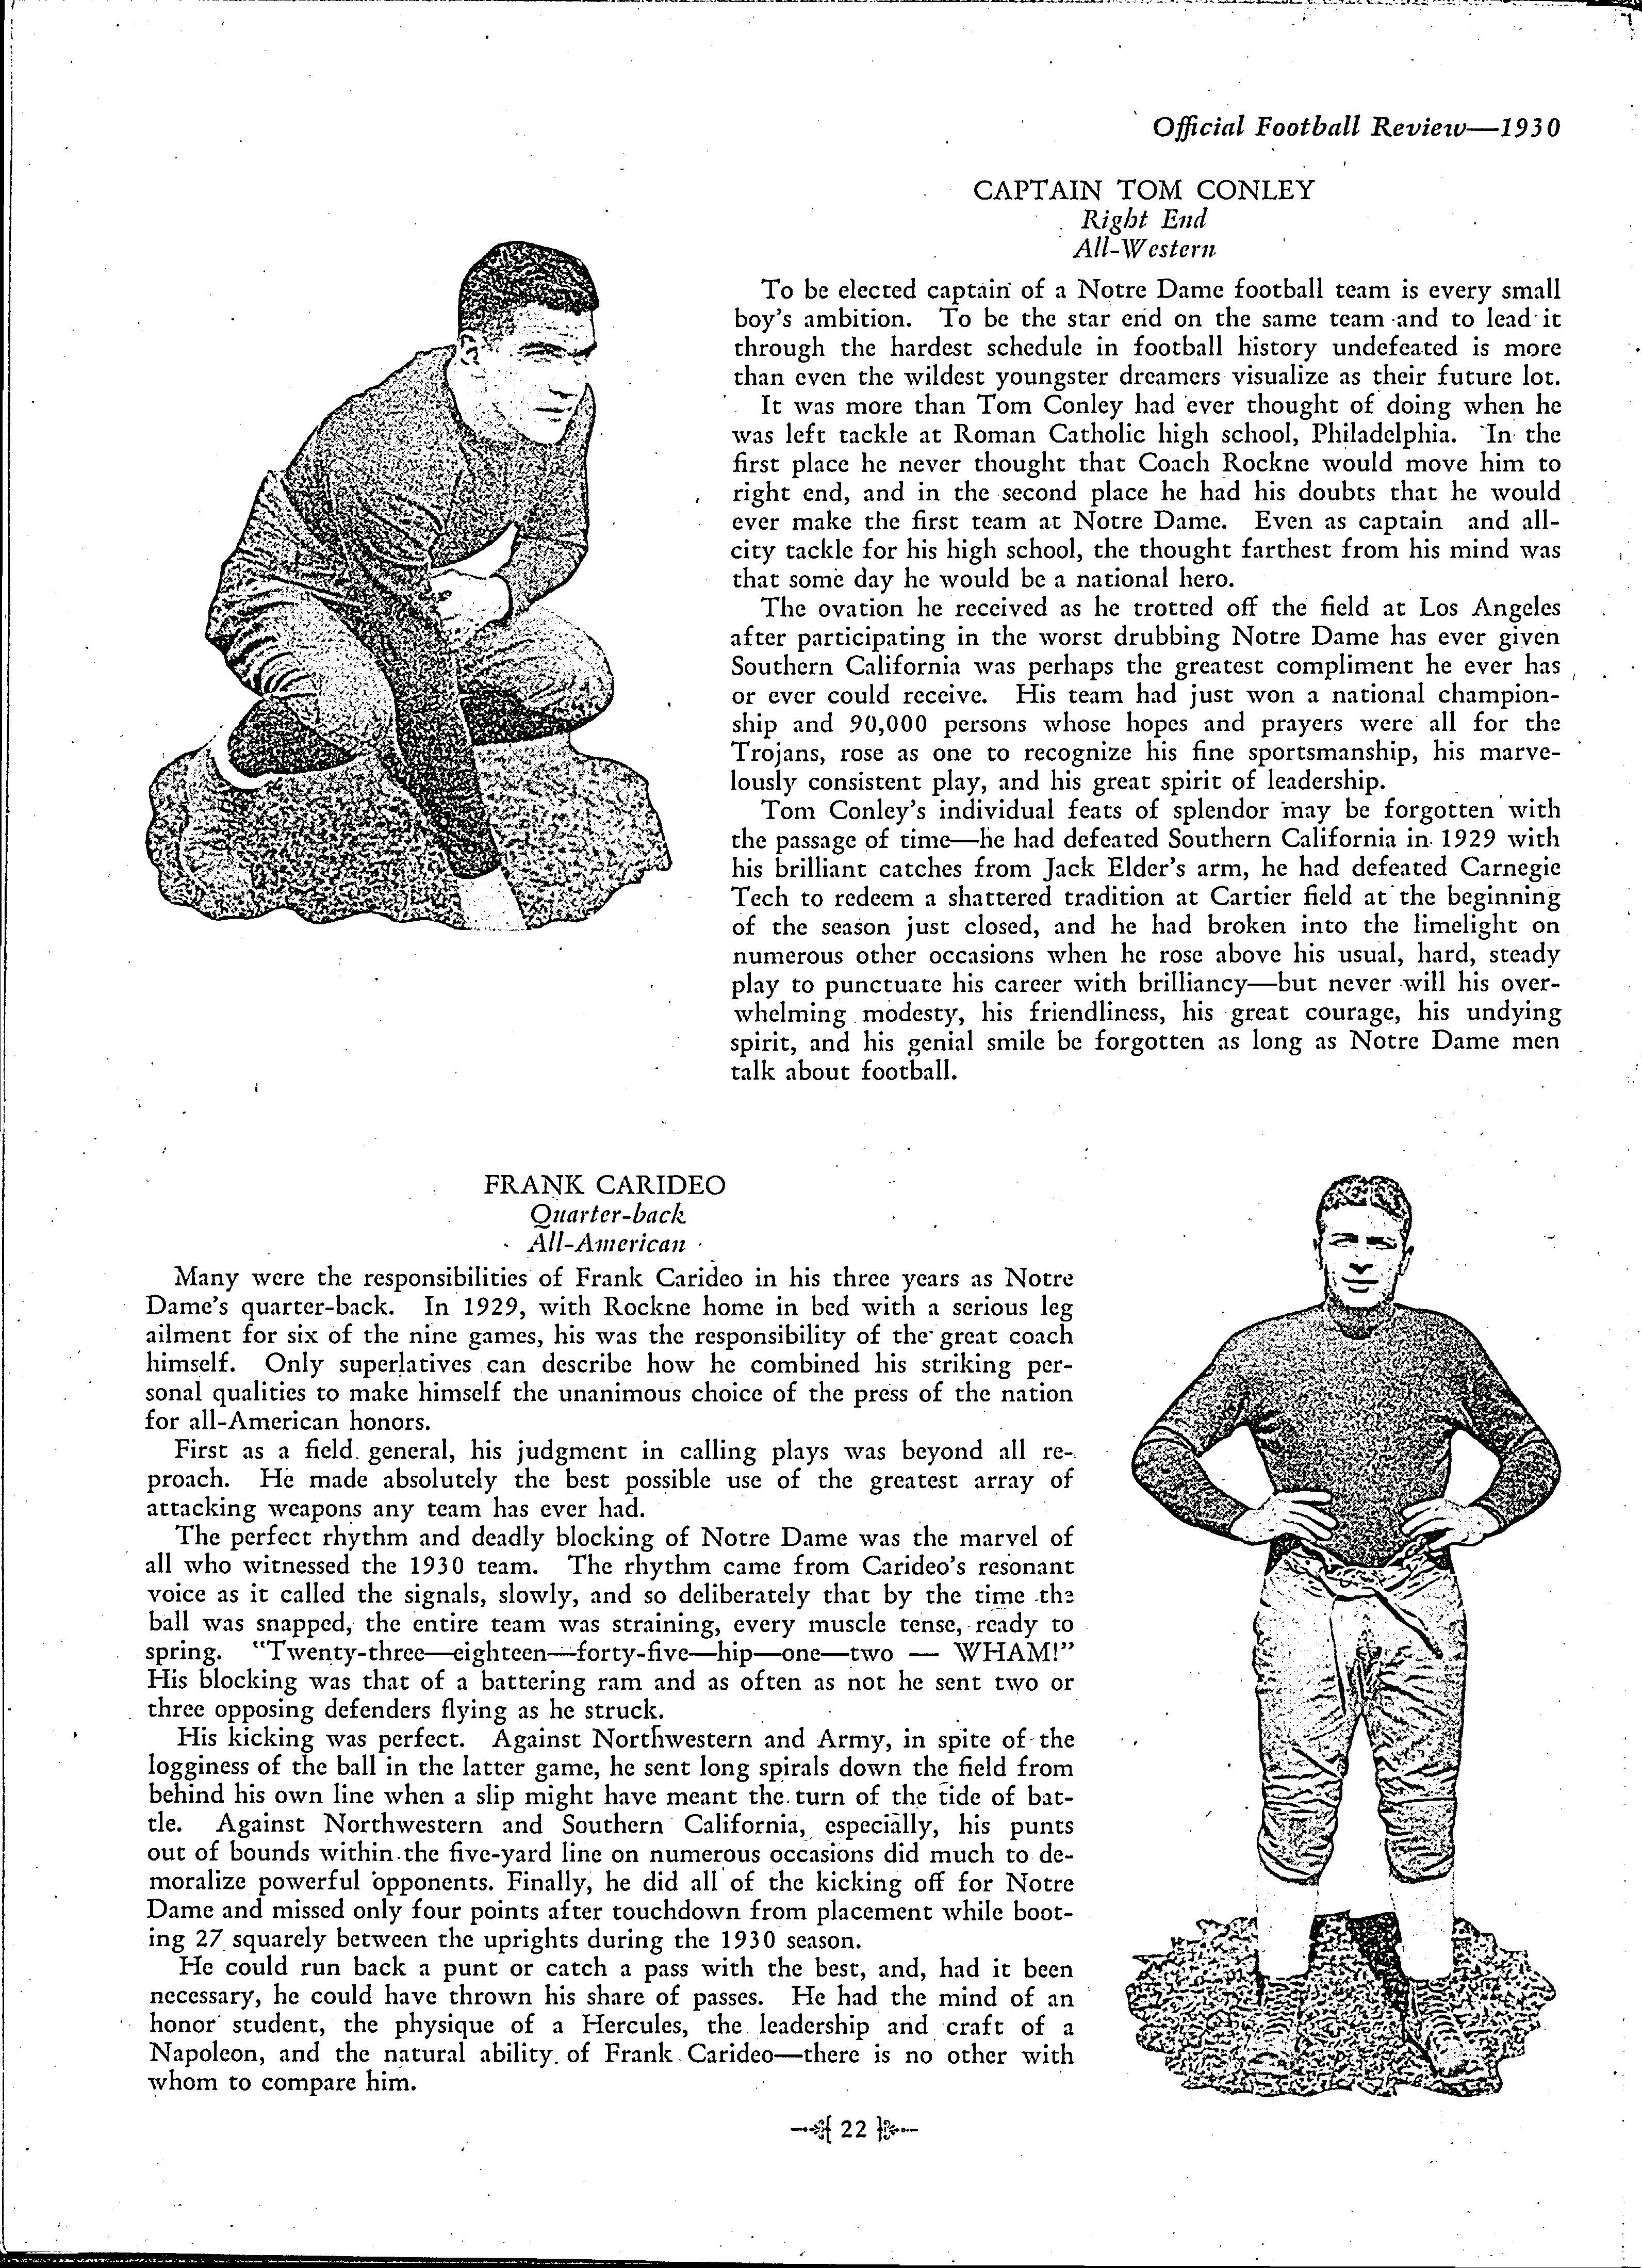 Official Football Review—1930
CAPTAIN TOM CONLEY
Right End
All-Western
To be elected captain of a Notre Dame football team is every small
boy's ambition. To be the star end on the same team and to lead it
through the hardest schedule in football history undefeated is more
than even the wildest youngster dreamers visualize as their future lot.
It was more than Tom Conley had ever thought of doing when he
was left tackle at Roman Catholic high school, Philadelphia. In the
first place he never thought that Coach Rockne would move him to
right end, and in the second place he had his doubts that he would
ever make the first team at Notre Dame. Even as captain and all-
city tackle for his high school, the thought farthest from his mind was
that some day he would be a national hero.
The ovation he received as he trotted off the field at Los Angeles
after participating in the worst drubbing Notre Dame has ever given
Southern California was perhaps the greatest compliment he ever has
or ever could receive. His team had just won a national champion-
ship and 90,000 persons whose hopes and prayers were all for the
Trojans, rose as one to recognize his fine sportsmanship, his marve-
lously consistent play, and his great spirit of leadership.
Tom Conley's individual feats of splendor may be forgotten with
the passage of time—he had defeated Southern California in 1929 with
his brilliant catches from Jack Elder's arm, he had defeated Carnegie
Tech to redeem a shattered tradition at Cartier field at the beginning
of the season just closed, and he had broken into the limelight on
numerous other occasions when he rose above his usual, hard, steady
play to punctuate his career with brilliancy—but never will his over-
whelming modesty, his friendliness, his great courage, his undying
spirit, and his genial smile be forgotten as long as Notre Dame men
talk about football.
FRANK CARIDEO
Quarter-back
All-American
Many were the responsibilities of Frank Carideo in his three years as Notre
Dame's quarter-back. In 1929, with Rockne home in bed with a serious leg
ailment for six of the nine games, his was the responsibility of the great coach
himself. Only superlatives can describe how he combined his striking per-
sonal qualities to make himself the unanimous choice of the press of the nation
for all-American honors.
First as a field general, his judgment in calling plays was beyond all re-
proach. He made absolutely the best possible use of the greatest array of
attacking weapons any team has ever had.
The perfect rhythm and deadly blocking of Notre Dame was the marvel of
all who witnessed the 1930 team. The rhythm came from Carideo's resonant
voice as it called the signals, slowly, and so deliberately that by the time the
ball was snapped, the entire team was straining, every muscle tense, ready to
spring. "Twenty-three—eighteen—forty-five—hip—one—two — WHAM!"
His blocking was that of a battering ram and as often as not he sent two or
three opposing defenders flying as he struck.
His kicking was perfect. Against Northwestern and Army, in spite of the
logginess of the ball in the latter game, he sent long spirals down the field from
behind his own line when a slip might have meant the turn of the tide of bat-
tle. Against Northwestern and Southern California, especially, his punts
out of bounds within the five-yard line on numerous occasions did much to de-
moralize powerful opponents. Finally, he did all of the kicking off for Notre
Dame and missed only four points after touchdown from placement while boot-
ing 27 squarely between the uprights during the 1930 season.
He could run back a punt or catch a pass with the best, and, had it been
necessary, he could have thrown his share of passes. He had the mind of an
honor student, the physique of a Hercules, the leadership and craft of a
Napoleon, and the natural ability of Frank Carideo—there is no other with
whom to compare him.
22